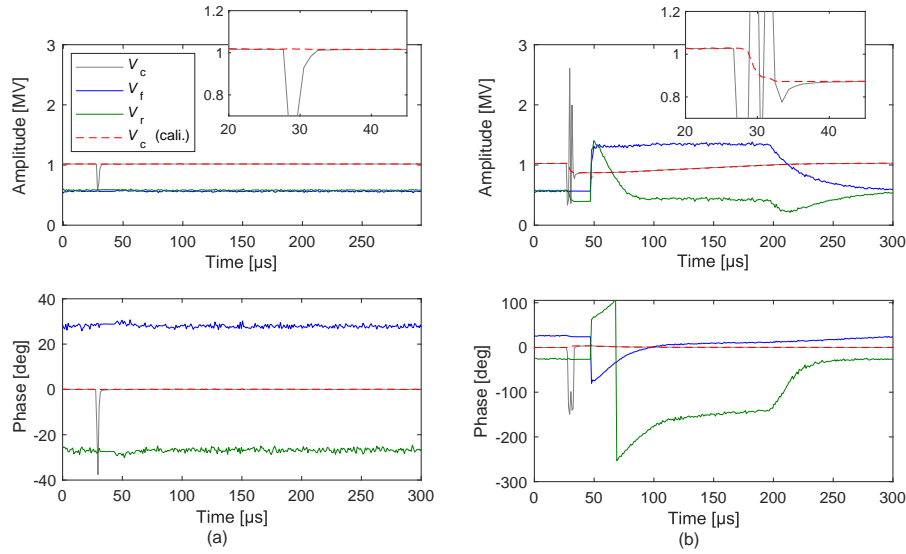 1.2
1
0.8
20 30 40
3
2
1
0
Amplitude [MV]
V_c
V_f
V_r
V_c (cali.)
0 50 100 150 200 250
Time [µs]
1.2
1
0.8
20 30 40
3
2
1
0
Amplitude [MV]
0 50 100 150 200 250 300
Time [µs]
40
20
0
-20
-40
Phase [deg]
0 50 100 150 200 250 300
Time [µs]
(a)
100
0
-100
-200
-300
Phase [deg]
0 50 100 150 200 250 300
Time [µs]
(b)